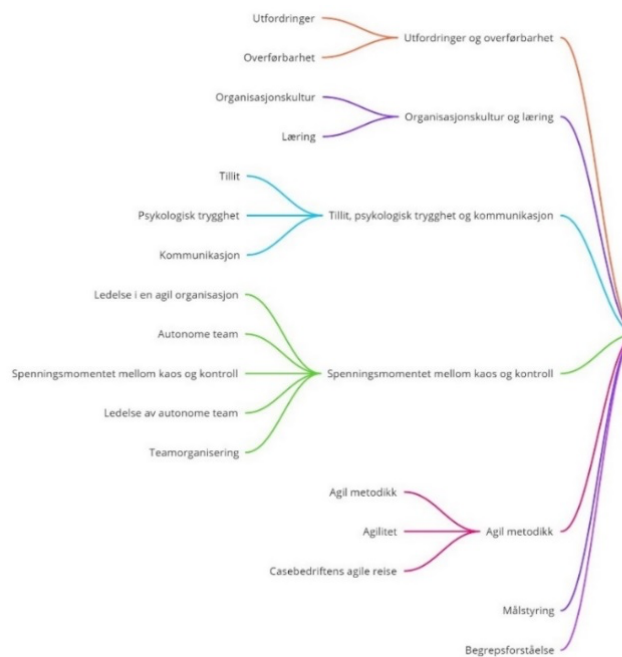 Utfordringer
Utfordringer og overførbarhet
Overførbarhet
Organisasjonskultur
Organisasjonskultur og læring
Læring
Tillit
Psykologisk trygghet
Tillit, psykologisk trygghet og kommunikasjon
Kommunikasjon
Ledelse i en agil organisasjon
Autonome team
Spenningsmomentet mellom kaos og kontroll
Spenningsmomentet mellom kaos og kontroll
Ledelse av autonome team
Teamorganisering
Agil metodikk
Agilitet
Agil metodikk
Casebedriftens agile reise
Målstyring
Begrepsforståelse